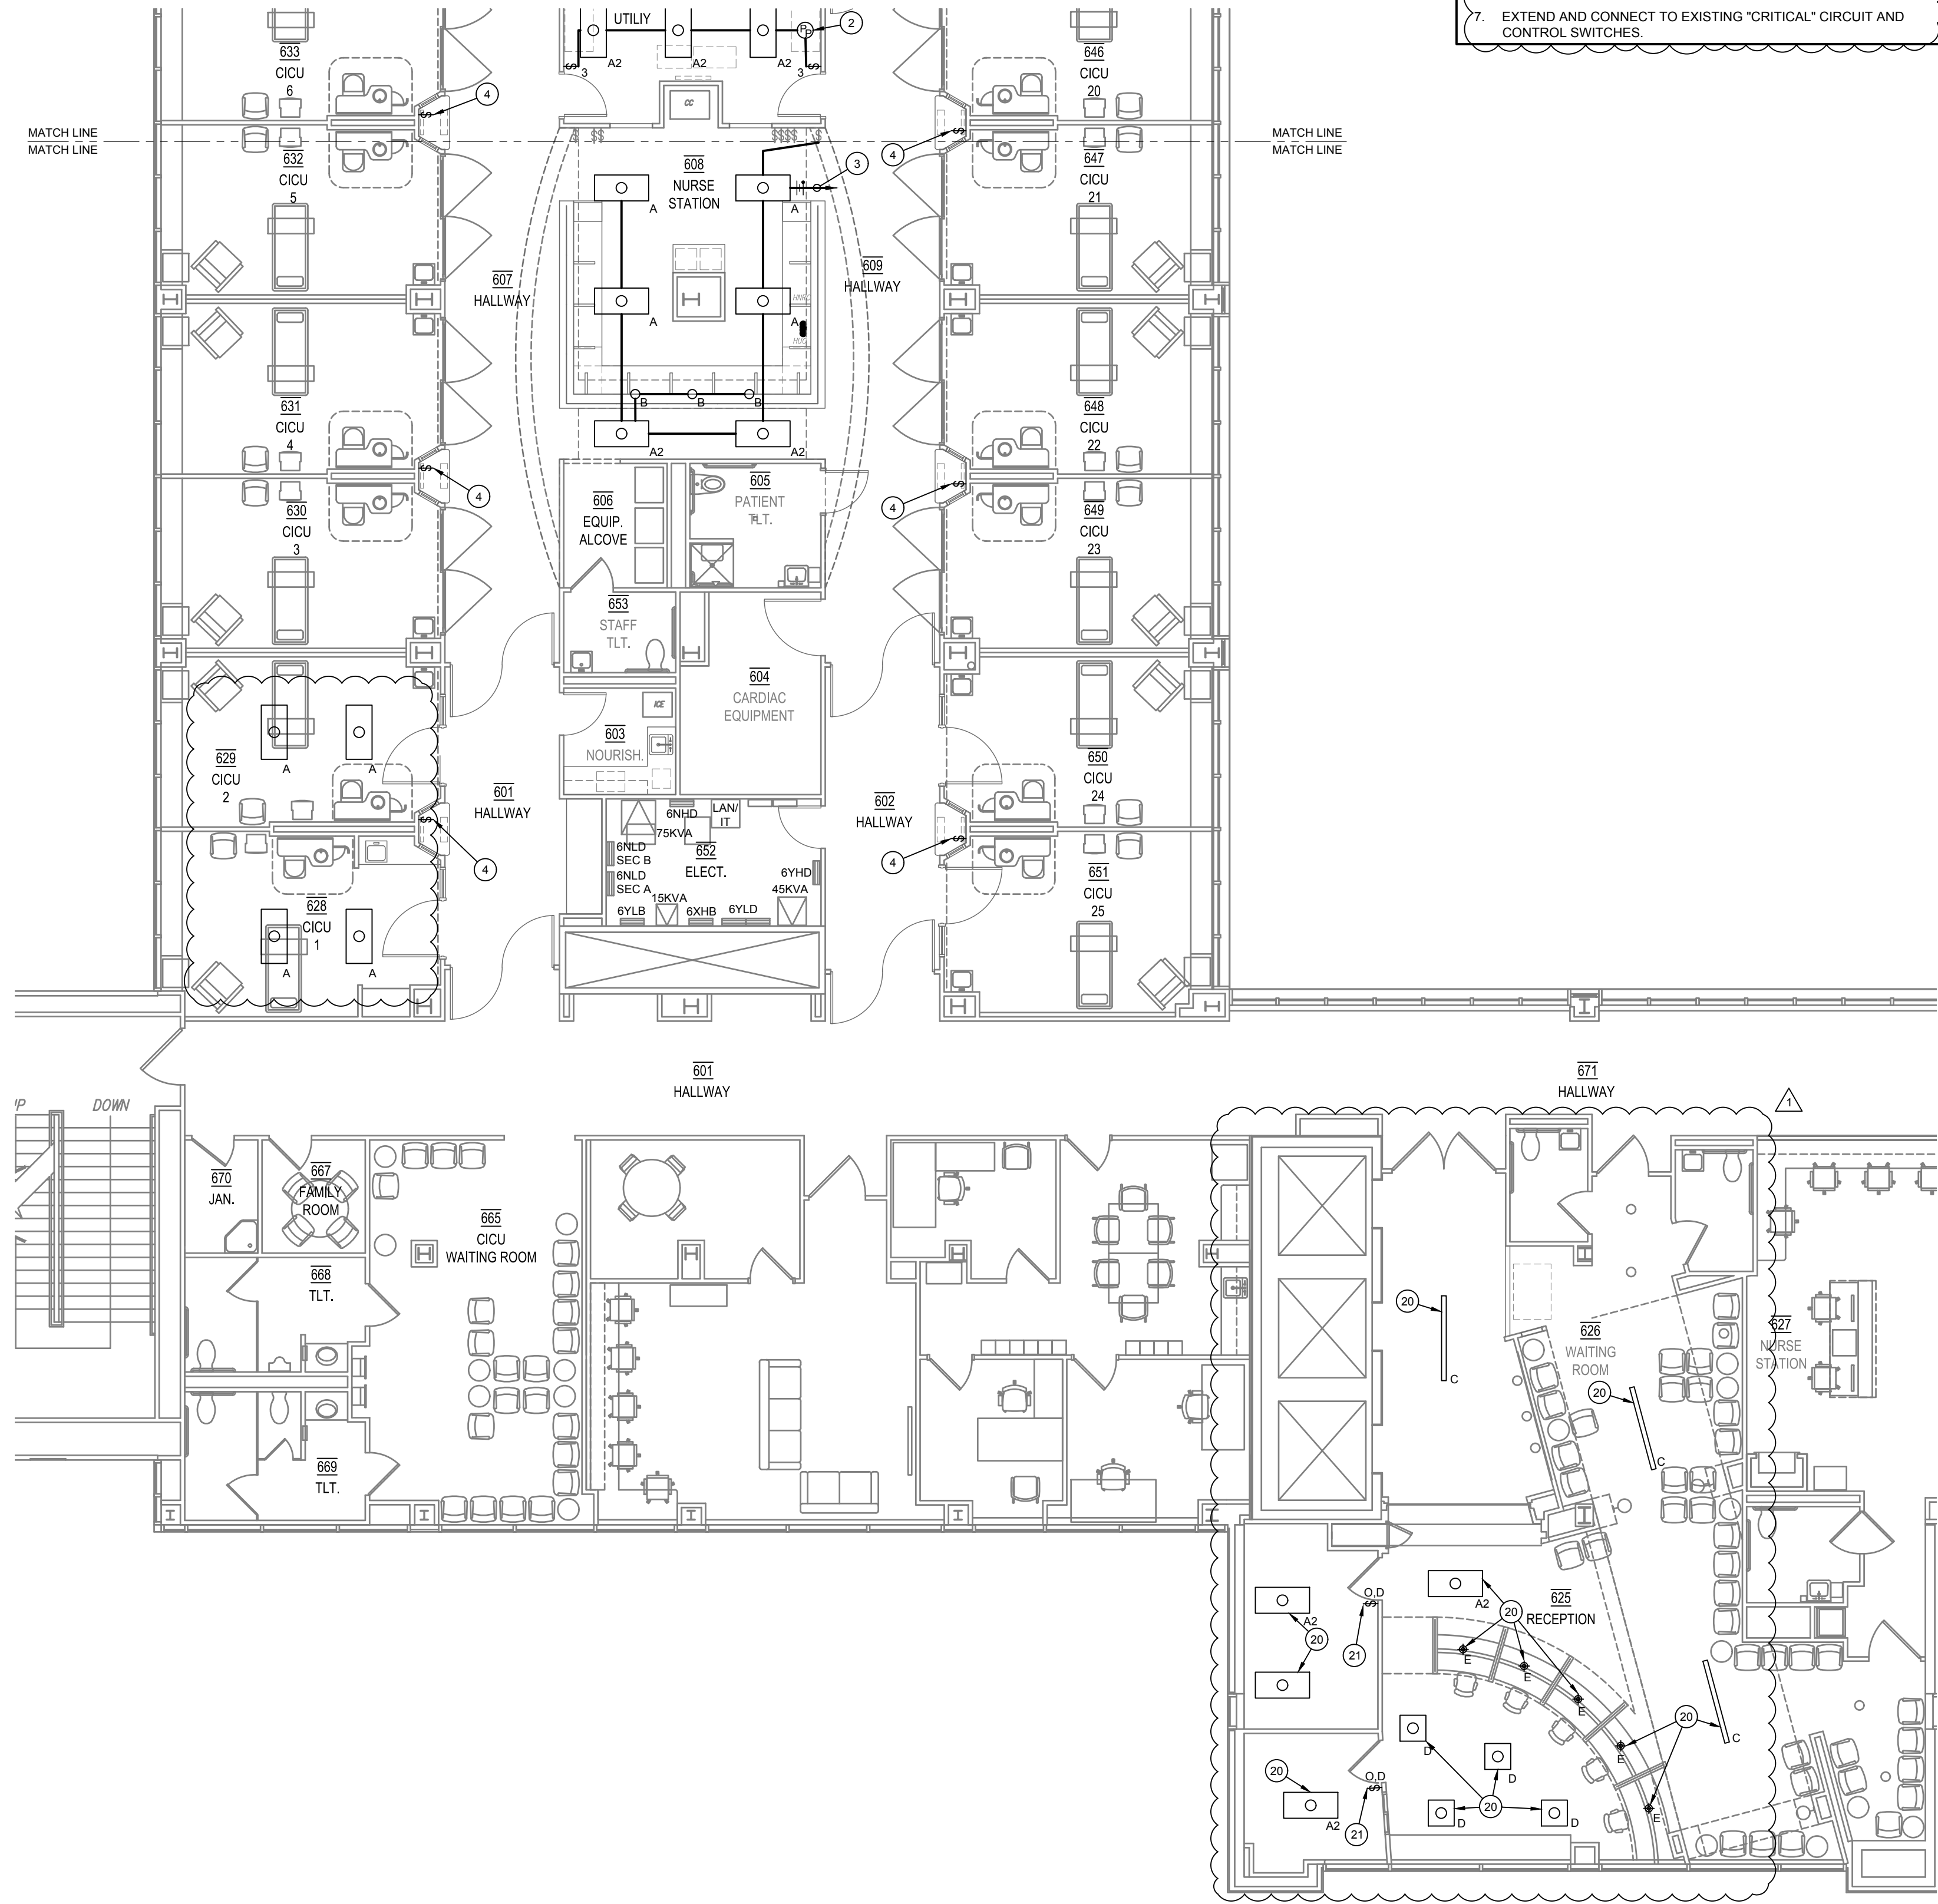 7. EXTEND AND CONNECT TO EXISTING "CRITICAL" CIRCUIT AND
CONTROL SWITCHES.
633
CICU
6
UTILIY
A2
A2
A2
3
3
2
646
CICU
20
4
CC
MATCH LINE
MATCH LINE
MATCH LINE
MATCH LINE
632
CICU
5
608
NURSE
STATION
A
A
3
4
647
CICU
21
607
HALLWAY
609
HALLWAY
A
A
631
CICU
4
B
B
B
A2
A2
648
CICU
22
4
4
630
CICU
3
606
EQUIP.
ALCOVE
605
PATIENT
TLT.
649
CICU
23
653
STAFF
TLT.
604
CARDIAC
EQUIPMENT
629
CICU
2
A
A
603
NOURISH.
ICE
650
CICU
24
601
HALLWAY
602
HALLWAY
6NHD
LAN/
IT
75KVA
6NLD
SEC B
652
ELECT.
6NLD
SEC A
15KVA
6YHD
45KVA
6YLB
6XHB
6YLD
4
4
651
CICU
25
628
CICU
1
A
A
601
HALLWAY
671
HALLWAY
1
DOWN
670
JAN.
667
FAMILY
ROOM
665
CICU
WAITING ROOM
668
TLT.
669
TLT.
20
C
626
WAITING
ROOM
20
C
627
NURSE
STATION
A2
20
O,D
21
A2
20
625
RECEPTION
E
E
E
E
E
20
C
D
D
D
D
20
20
A2
O,D
21